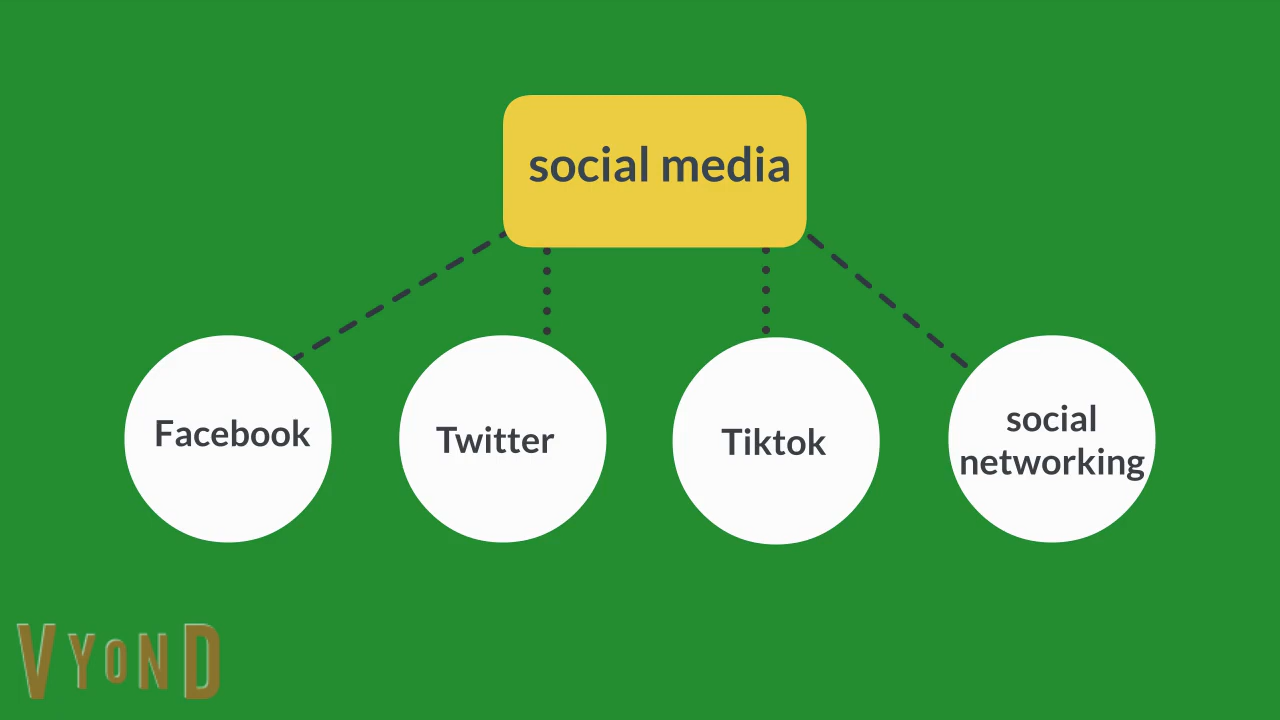 social media
Facebook
Twitter
Tiktok
social
networking
VYOND